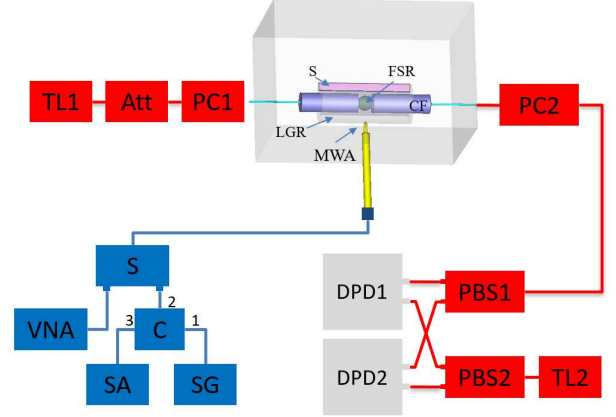 S
FSR
TL1
Att
PC1
CF
PC2
LGR
MWA
S
2
VNA
3
C
1
SA
SG
DPD1
PBS1
DPD2
PBS2
TL2